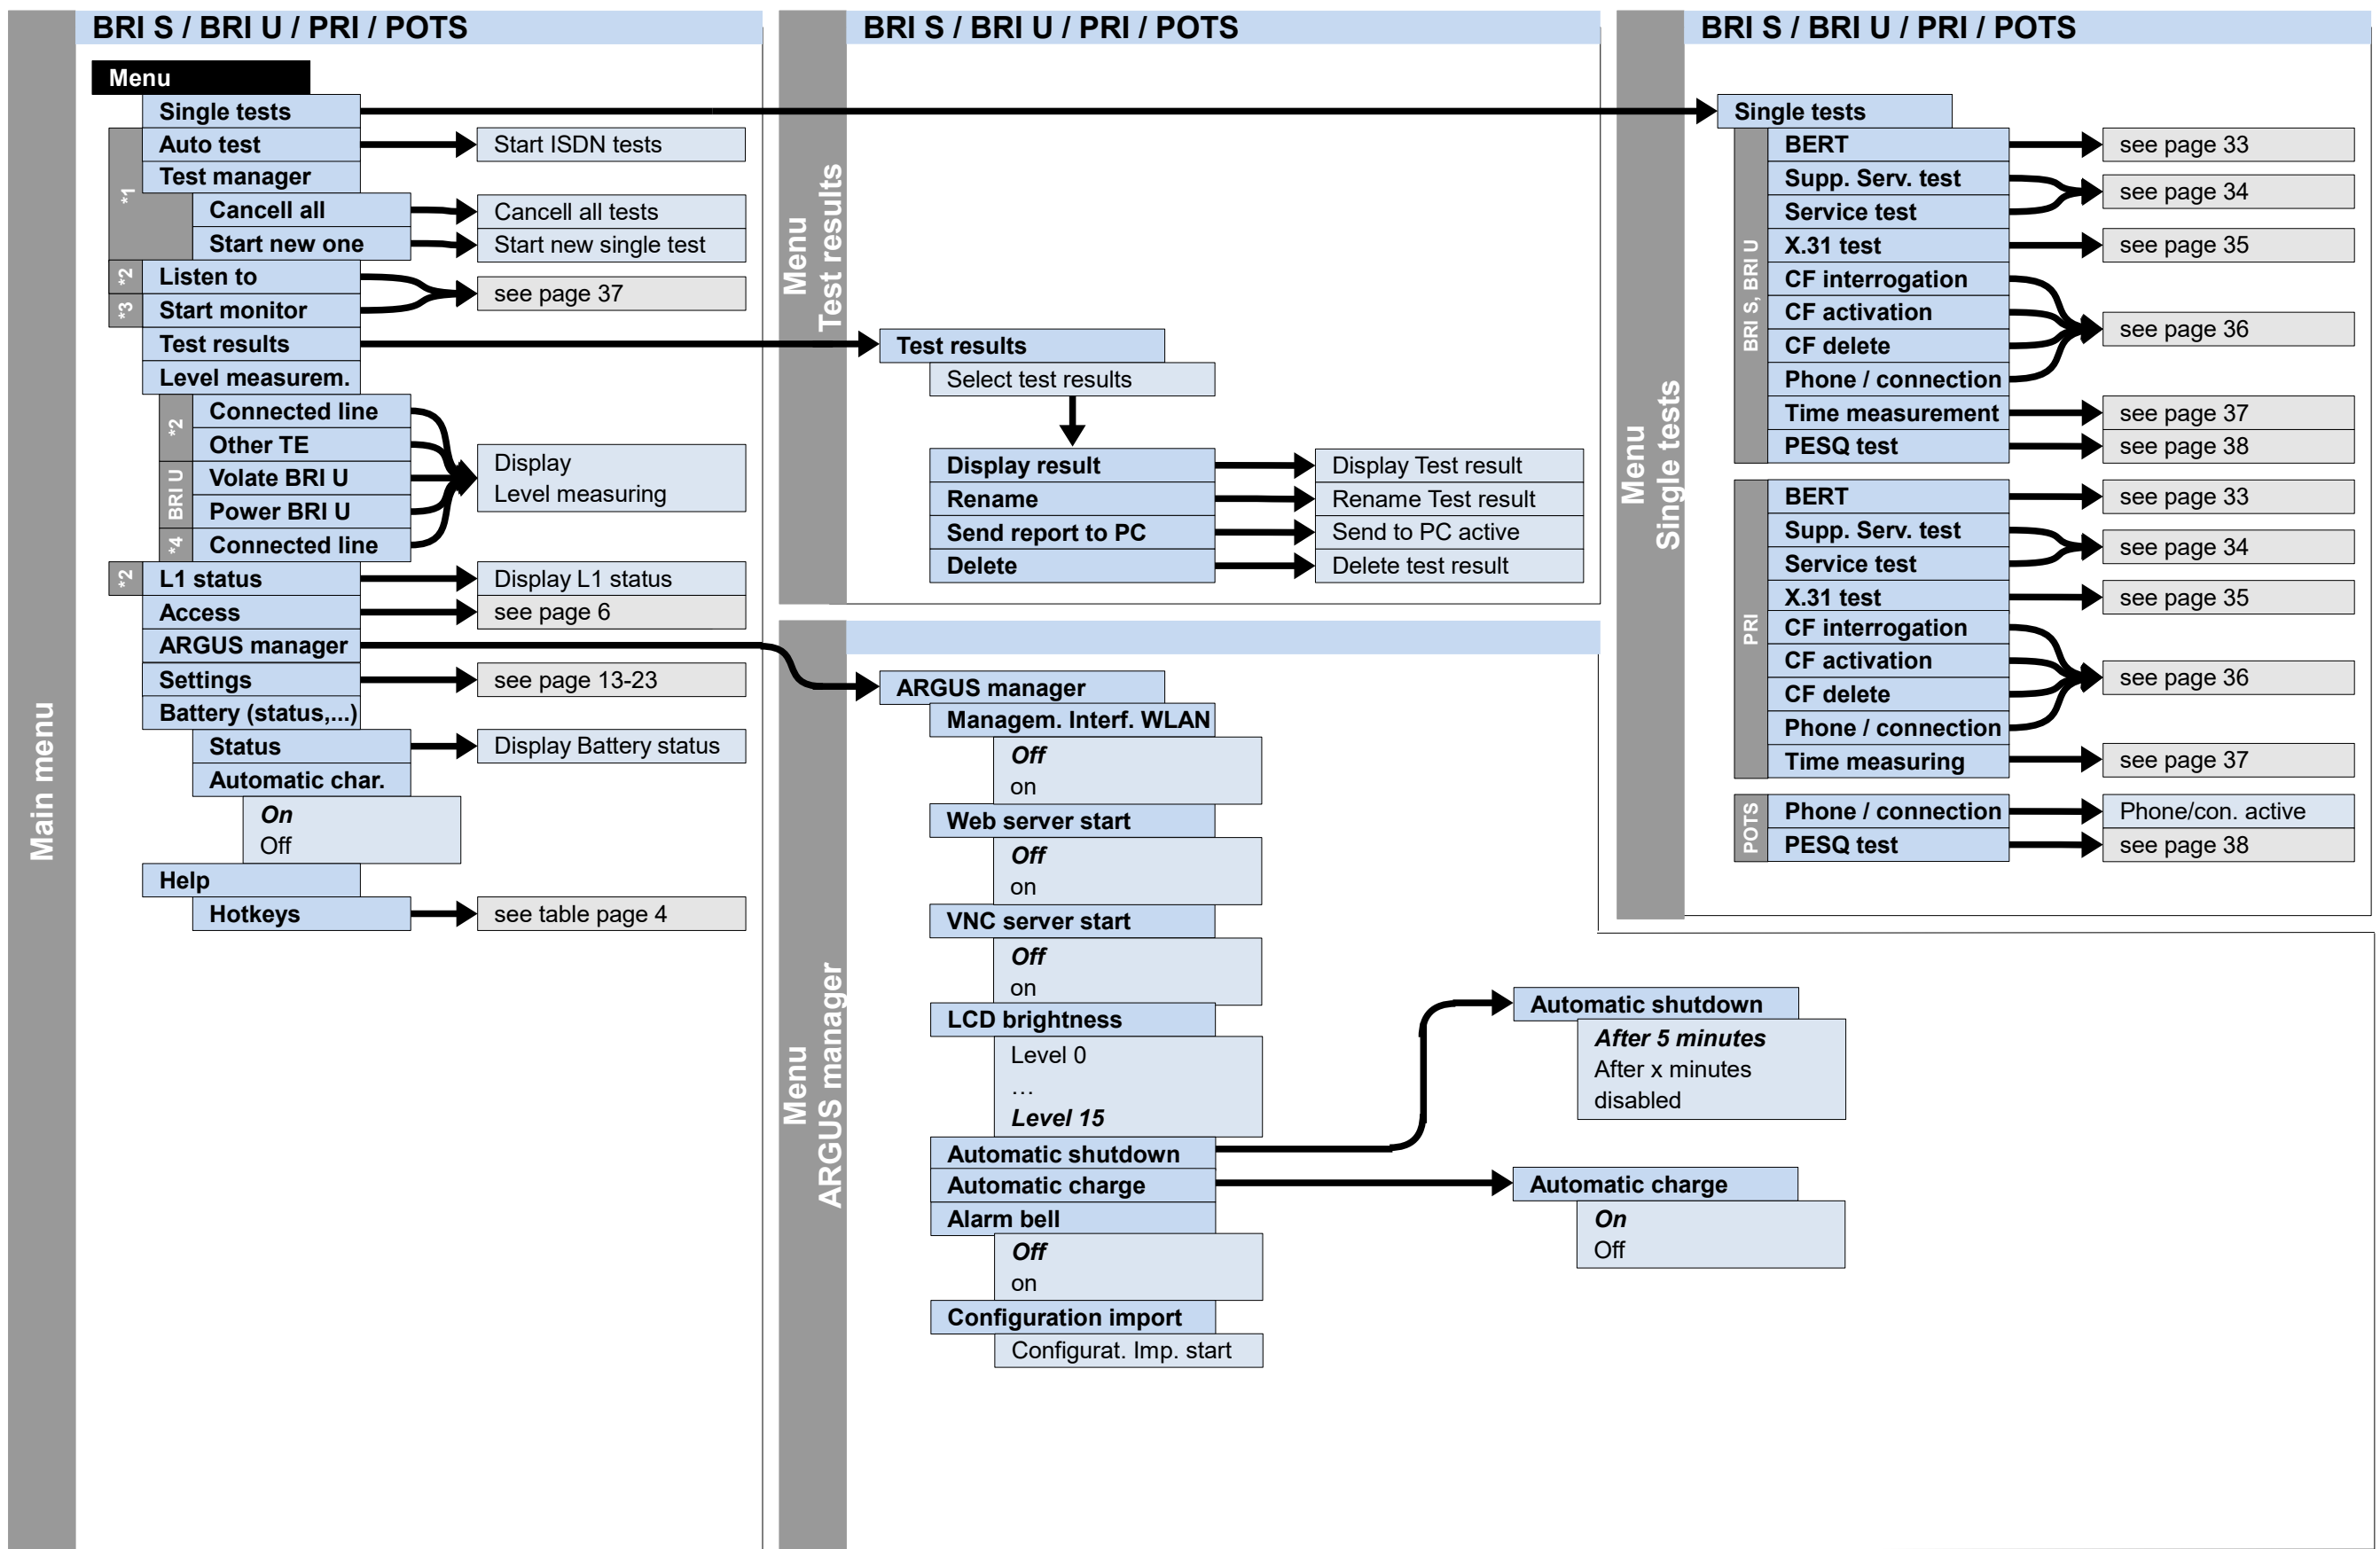 Main menu
BRI S / BRI U / PRI / POTS
Menu
Single tests
*1
Auto test
Start ISDN tests
Test manager
Cancell all
Cancell all tests
Start new one
Start new single test
*2
Listen to
*3
Start monitor
see page 37
Test results
Level measurem.
*2
Connected line
Other TE
BRI U
Volate BRI U
Power BRI U
*4
Connected line
Display
Level measuring
*2
L1 status
Display L1 status
Access
see page 6
ARGUS manager
Settings
see page 13-23
Battery (status,...)
Status
Display Battery status
Automatic char.
On
Off
Help
Hotkeys
see table page 4
Menu
Test results
BRI S / BRI U / PRI / POTS
Test results
Select test results
Display result
Display Test result
Rename
Rename Test result
Send report to PC
Send to PC active
Delete
Delete test result
Menu
ARGUS manager
ARGUS manager
Managem. Interf. WLAN
Off
on
Web server start
Off
on
VNC server start
Off
on
LCD brightness
Level 0
…
Level 15
Automatic shutdown
Automatic charge
Alarm bell
Off
on
Configuration import
Configurat. Imp. start
Automatic shutdown
After 5 minutes
After x minutes
disabled
Automatic charge
On
Off
Menu
Single tests
BRI S / BRI U / PRI / POTS
Single tests
BRI S, BRI U
BERT
see page 33
Supp. Serv. test
Service test
see page 34
X.31 test
see page 35
CF interrogation
CF activation
CF delete
Phone / connection
see page 36
Time measurement
see page 37
PESQ test
see page 38
PRI
BERT
see page 33
Supp. Serv. test
Service test
see page 34
X.31 test
see page 35
CF interrogation
CF activation
CF delete
Phone / connection
see page 36
Time measuring
see page 37
POTS
Phone / connection
Phone/con. active
PESQ test
see page 38